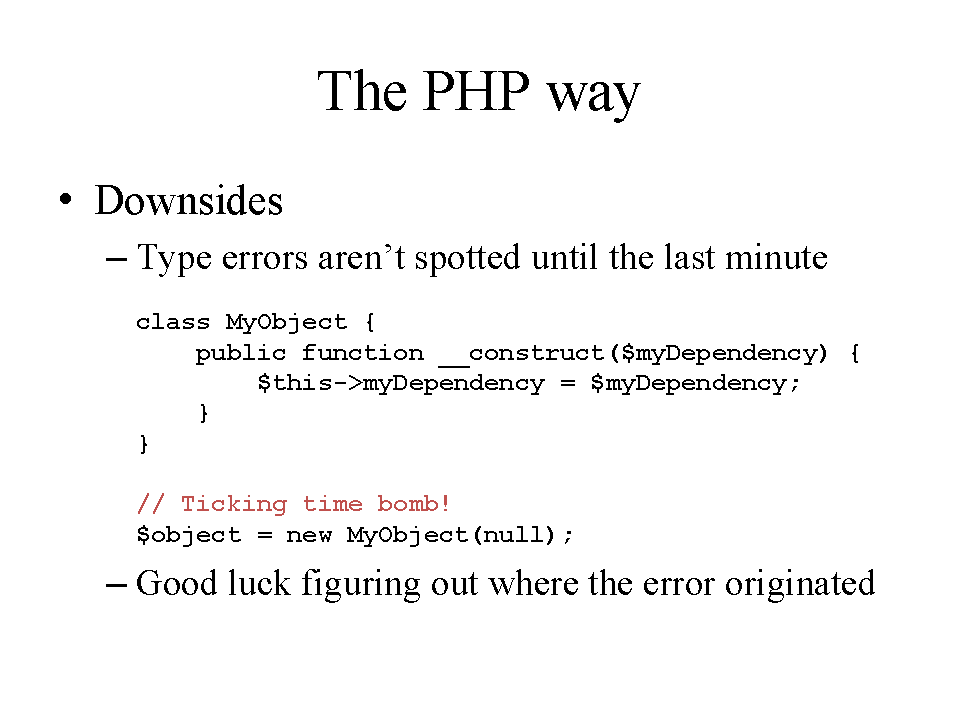 The PHP way
• Downsides
– Type errors aren’t spotted until the last minute
class MyObject {
    public function __construct($myDependency) {
        $this->myDependency = $myDependency;
    }
}
// Ticking time bomb!
$object = new MyObject(null);
– Good luck figuring out where the error originated